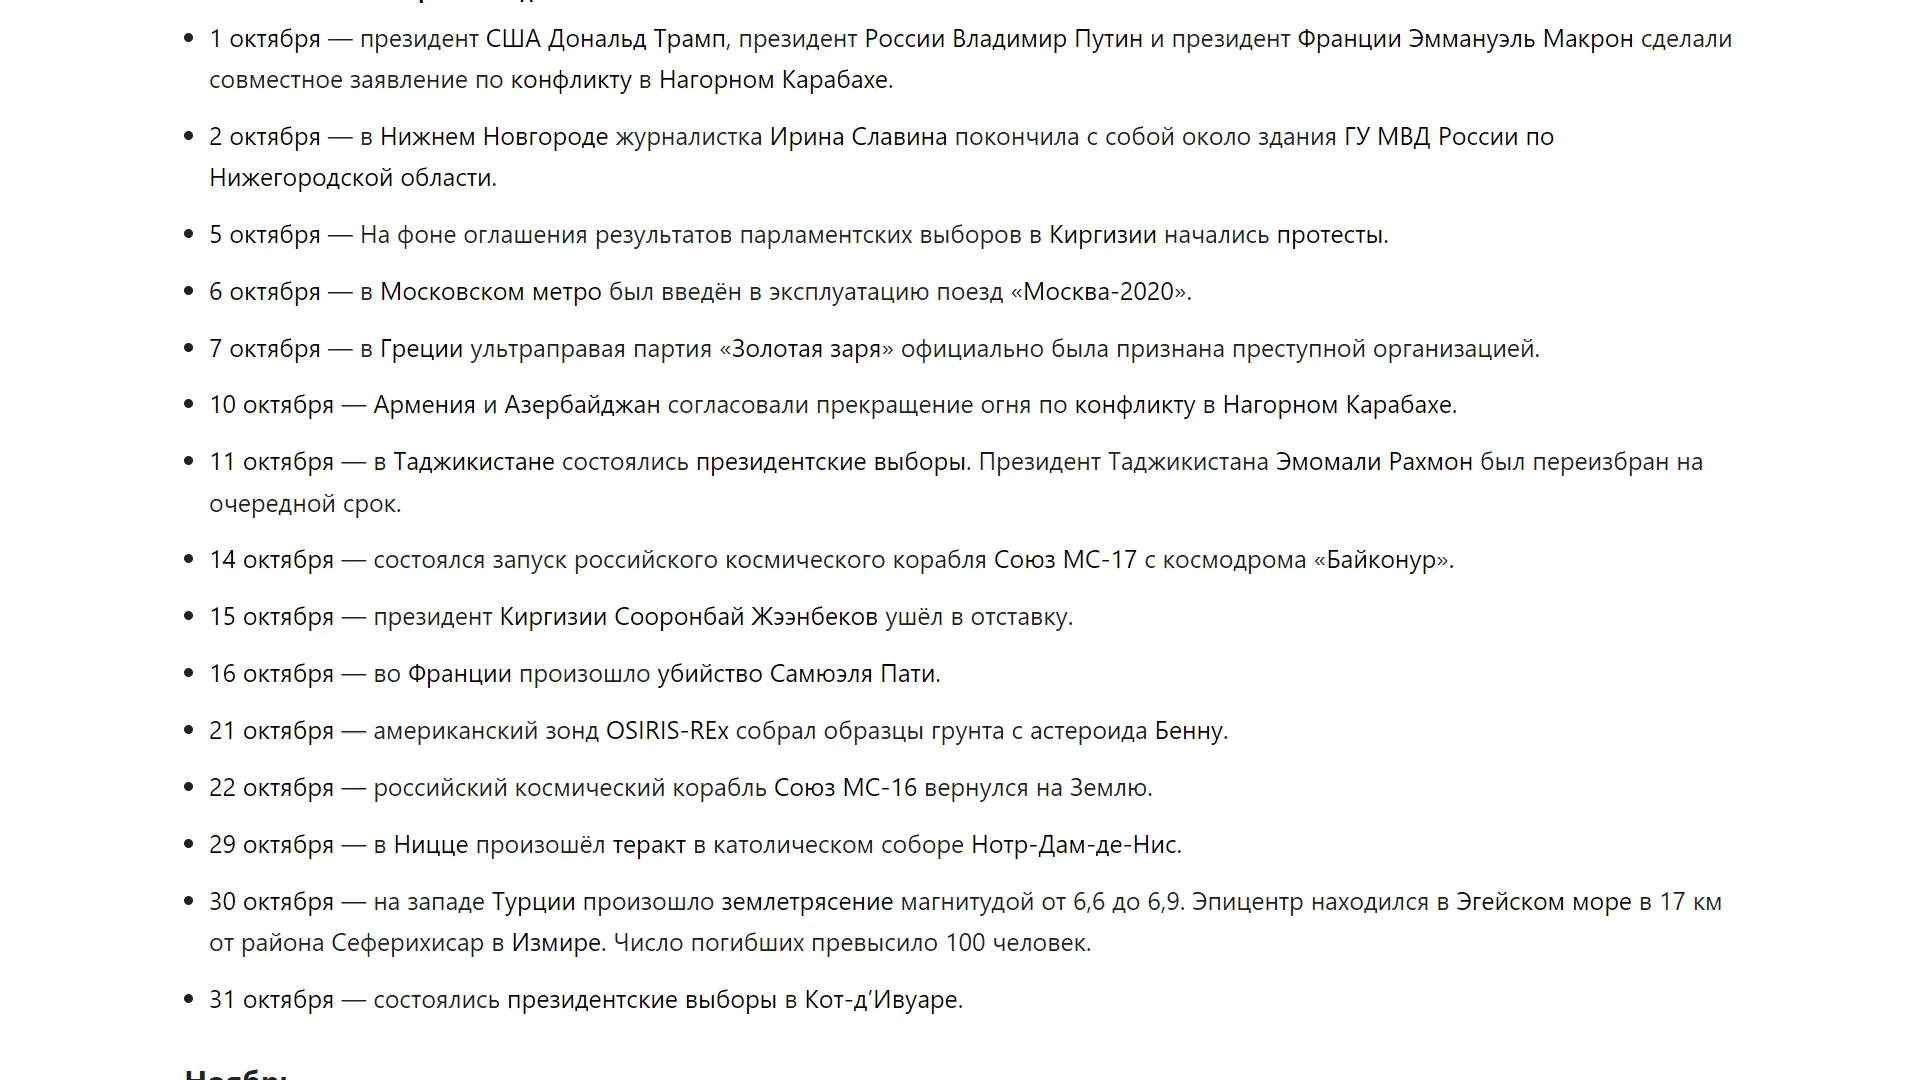 1 октября — президент США Дональд Трамп, президент России Владимир Путин и президент Франции Эммануэль Макрон сделали
совместное заявление по конфликту в Нагорном Карабахе.
2 октября — в Нижнем Новгороде журналистка Ирина Славина покончила с собой около здания ГУ МВД России по
Нижегородской области.
5 октября — На фоне оглашения результатов парламентских выборов в Киргизии начались протесты.
6 октября — в Московском метро был введён в эксплуатацию поезд «Москва-2020».
7 октября — в Греции ультраправая партия «Золотая заря» официально была признана преступной организацией.
10 октября — Армения и Азербайджан согласовали прекращение огня по конфликту в Нагорном Карабахе.
11 октября — в Таджикистане состоялись президентские выборы. Президент Таджикистана Эмомали Рахмон был переизбран на
очередной срок.
14 октября — состоялся запуск российского космического корабля Союз МС-17 с космодрома «Байконур».
15 октября — президент Киргизии Сооронбай Жээнбеков ушёл в отставку.
16 октября — во Франции произошло убийство Самюэля Пати.
21 октября — американский зонд OSIRIS-REx собрал образцы грунта с астероида Бенну.
22 октября — российский космический корабль Союз МС-16 вернулся на Землю.
29 октября — в Ницце произошёл теракт в католическом соборе Нотр-Дам-де-Нис.
30 октября — на западе Турции произошло землетрясение магнитудой от 6,6 до 6,9. Эпицентр находился в Эгейском море в 17 км
от района Сеферихисар в Измире. Число погибших превысило 100 человек.
31 октября — состоялись президентские выборы в Кот-д’Ивуаре.
Ноябрь